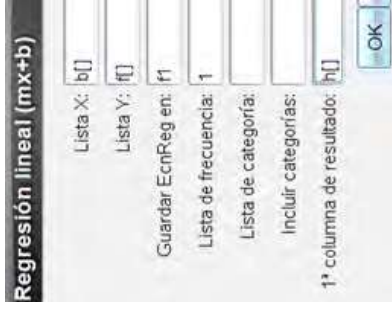 Regresión lineal (mx+b)
Lista X: b[]
Lista Y: f[]
Guardar EcnReg en: f1
Lista de frecuencia: 1
Lista de categoría:
Incluir categorías:
1ª columna de resultado: h[]
OK